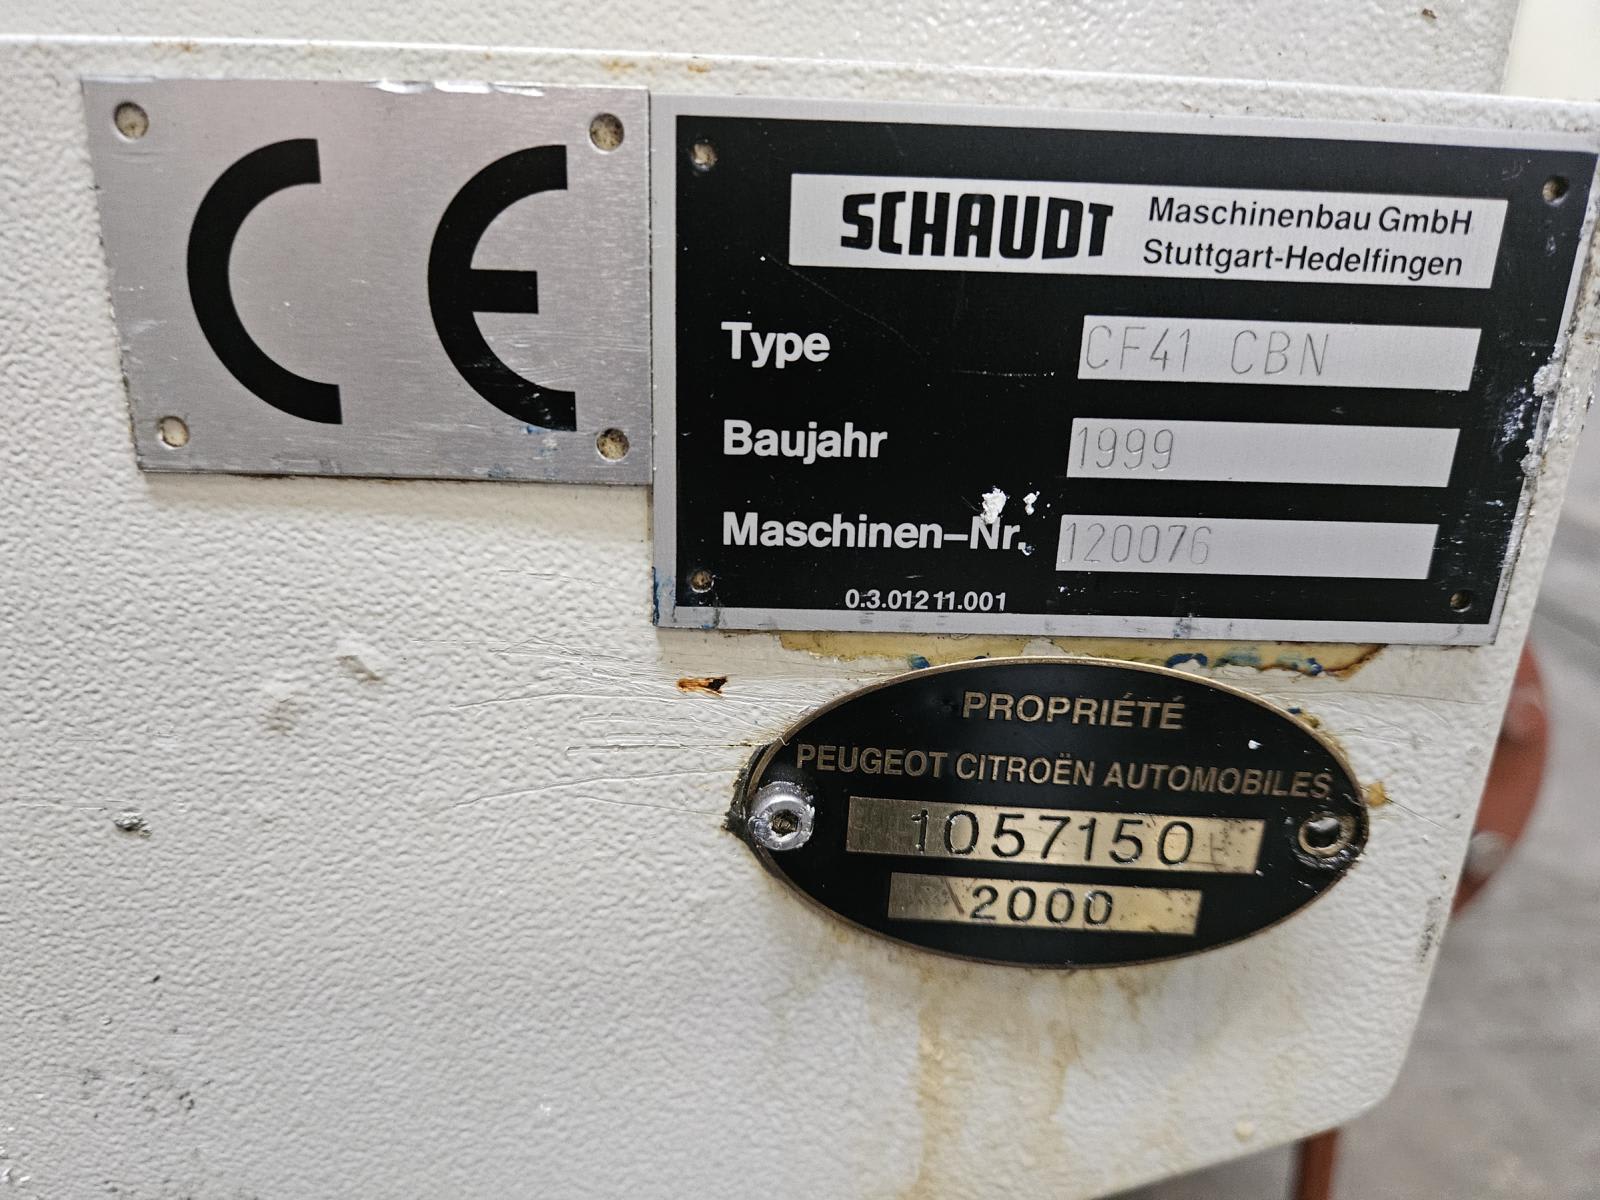 CE
SCHAUDT Maschinenbau GmbH
Stuttgart-Hedelfingen
Type CF41 CBN
Baujahr 1999
Maschinen-Nr. 120076
0.3.012 11.001
PROPRIÉTÉ
PEUGEOT CITROËN AUTOMOBILES
1057150
2000